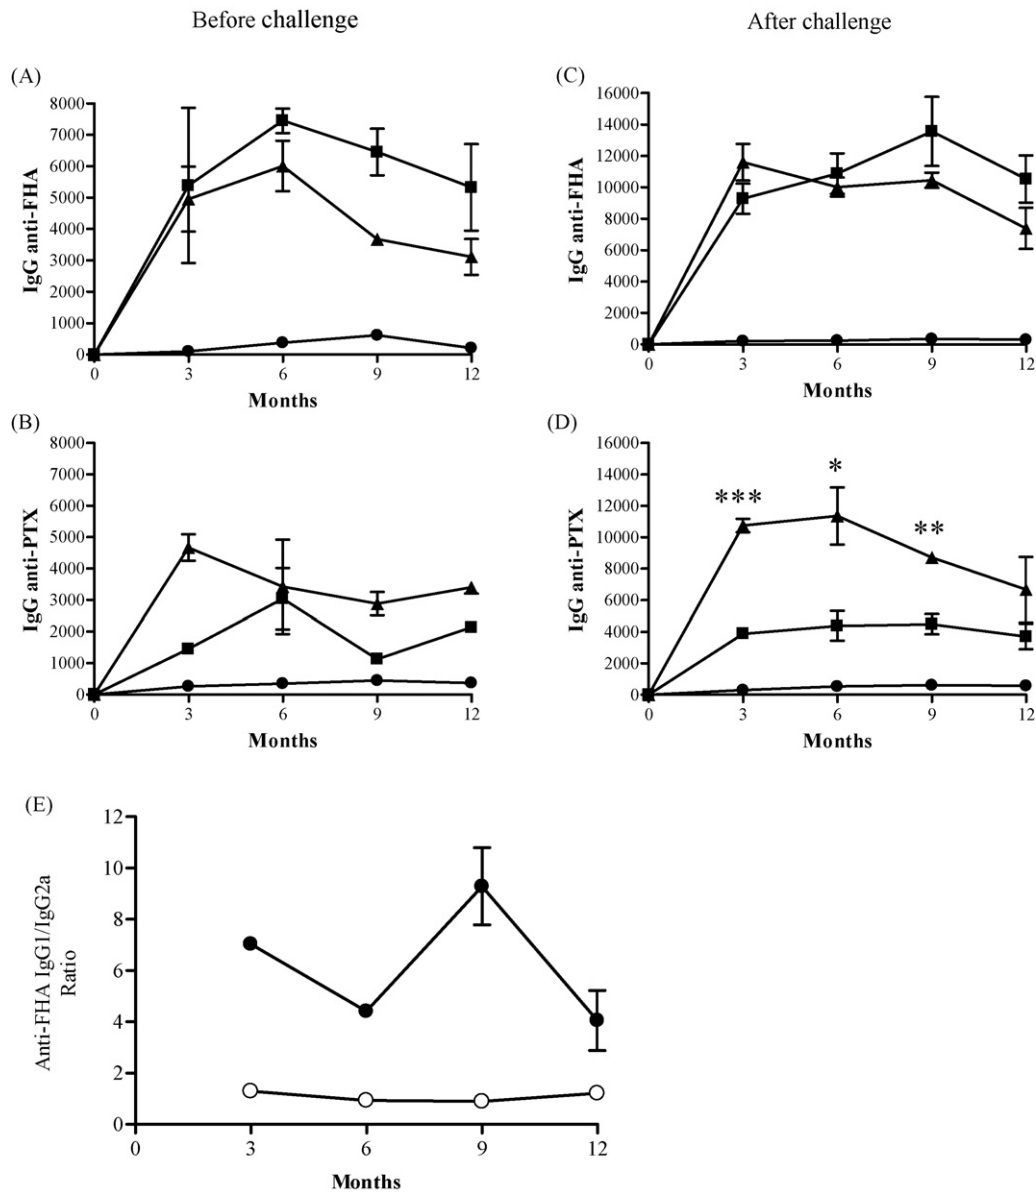 Before challenge
After challenge
(A)
8000
7000
6000
5000
4000
3000
2000
1000
0
IgG anti-FHA
0 3 6 9 12
Months
(C)
16000
14000
12000
10000
8000
6000
4000
2000
0
IgG anti-FHA
0 3 6 9 12
Months
(B)
8000
7000
6000
5000
4000
3000
2000
1000
0
IgG anti-PTX
0 3 6 9 12
Months
(D)
16000
14000
12000
10000
8000
6000
4000
2000
0
IgG anti-PTX
***
*
**
0 3 6 9 12
Months
(E)
12
10
8
6
4
2
0
Anti-FHA IgG1/IgG2a
Ratio
0 3 6 9 12
Months